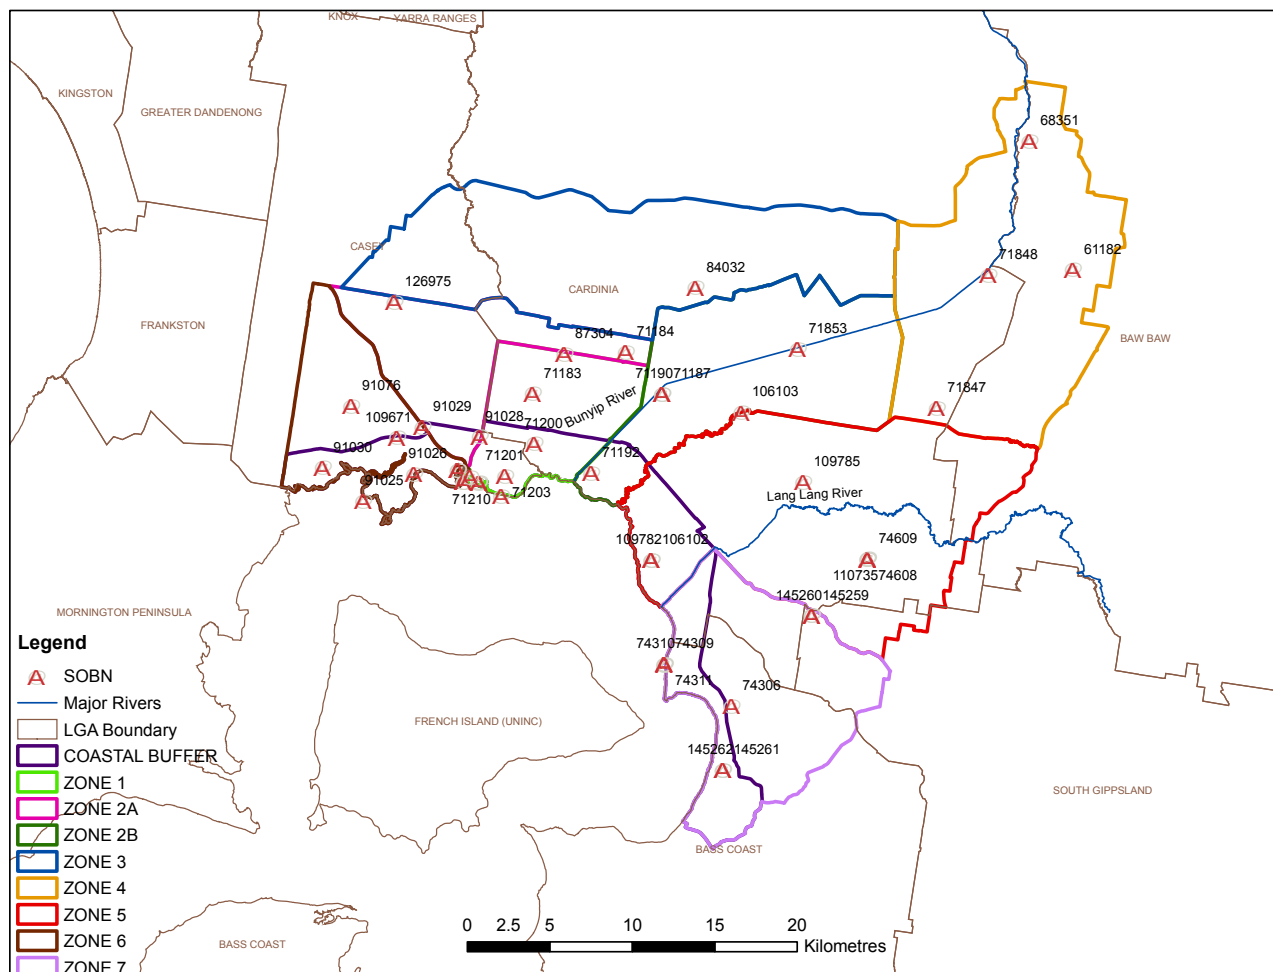 KNOX
YARRA RANGES
KINGSTON
GREATER DANDENONG
68351
CASEY
61182
71848
84032
126975
CARDINIA
FRANKSTON
71853
87304
71184
BAW BAW
71183
7119071187
91076
Bunyip River
106103
71847
109671
91029
91028
71200
91030
91026
71201
71192
109785
91025
71203
71210
Lang Lang River
109782106102
74609
11073574608
145260145259
MORNINGTON PENINSULA
7431074309
74311
74306
FRENCH ISLAND (UNINC)
145262145261
SOUTH GIPPSLAND
BASS COAST
BASS COAST
Legend
SOBN
Major Rivers
LGA Boundary
COASTAL BUFFER
ZONE 1
ZONE 2A
ZONE 2B
ZONE 3
ZONE 4
ZONE 5
ZONE 6
ZONE 7
0 2.5 5 10 15 20
Kilometres